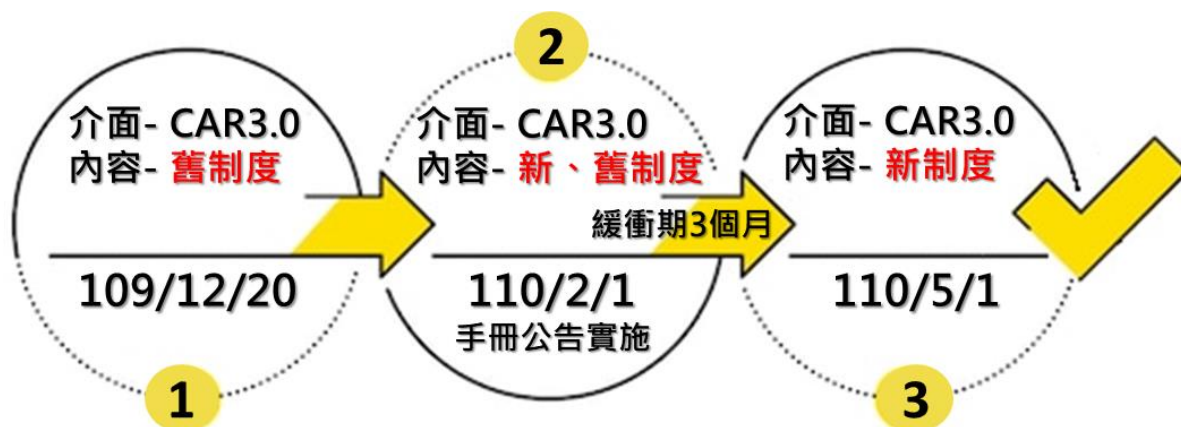 1
介面- CAR3.0
內容- 舊制度
109/12/20
2
介面- CAR3.0
內容- 新、舊制度
緩衝期3個月
110/2/1
手冊公告實施
3
介面- CAR3.0
內容- 新制度
110/5/1